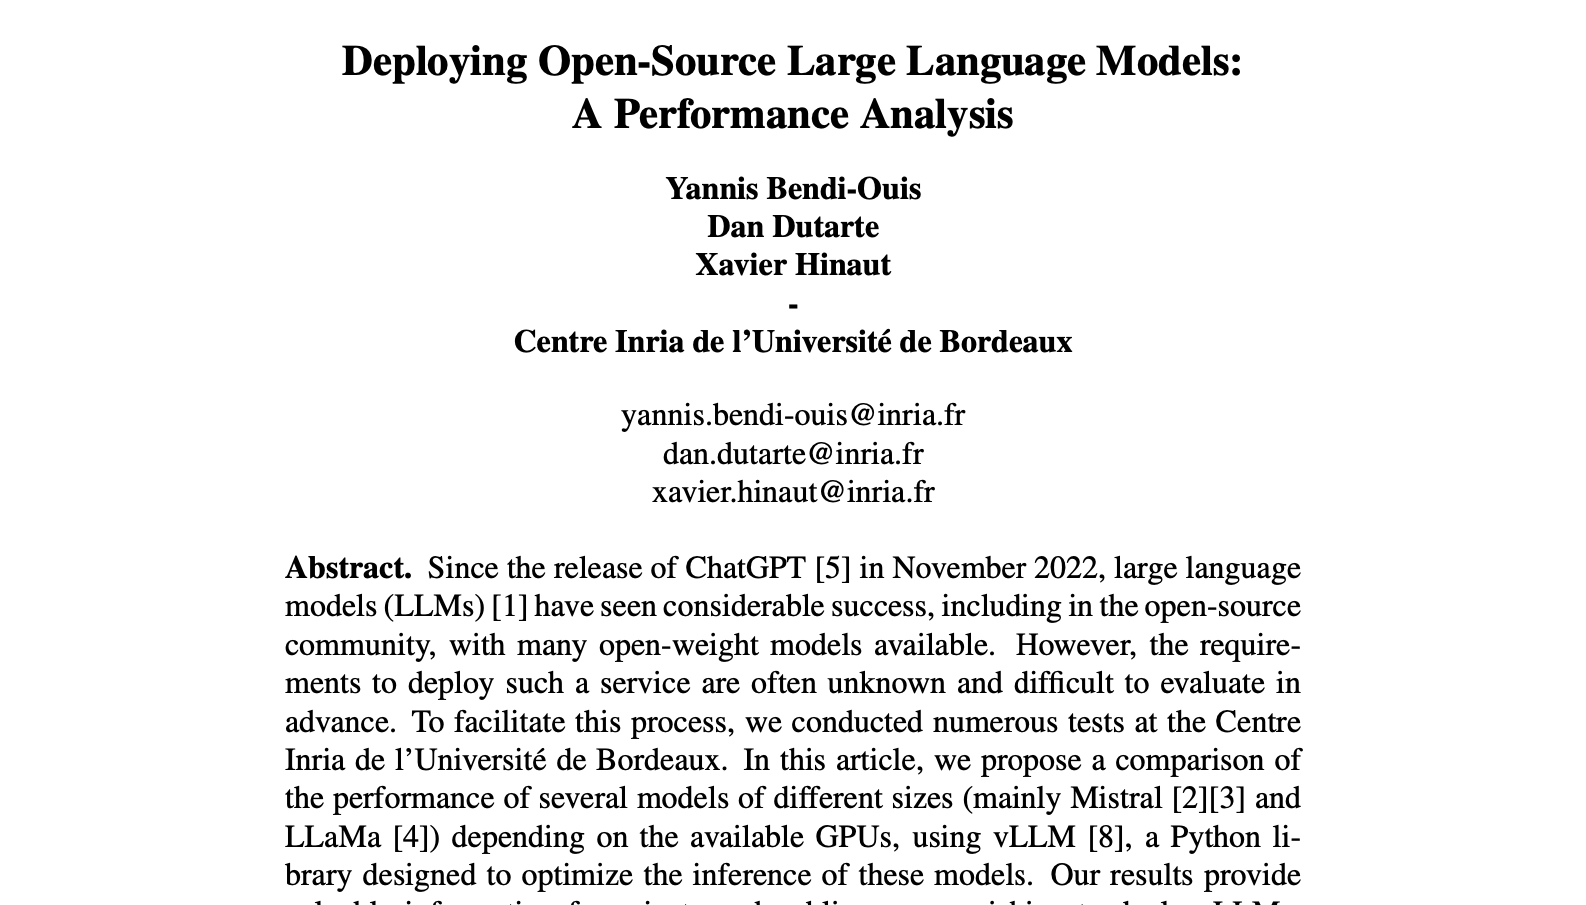 Deploying Open-Source Large Language Models:
A Performance Analysis
Yannis Bendi-Ouis
Dan Dutarte
Xavier Hinaut
-
Centre Inria de l’Université de Bordeaux
yannis.bendi-ouis@inria.fr
dan.dutarte@inria.fr
xavier.hinaut@inria.fr
Abstract. Since the release of ChatGPT [5] in November 2022, large language
models (LLMs) [1] have seen considerable success, including in the open-source
community, with many open-weight models available. However, the require-
ments to deploy such a service are often unknown and difficult to evaluate in
advance. To facilitate this process, we conducted numerous tests at the Centre
Inria de l’Université de Bordeaux. In this article, we propose a comparison of
the performance of several models of different sizes (mainly Mistral [2][3] and
LLaMa [4]) depending on the available GPUs, using vLLM [8], a Python li-
brary designed to optimize the inference of these models. Our results provide